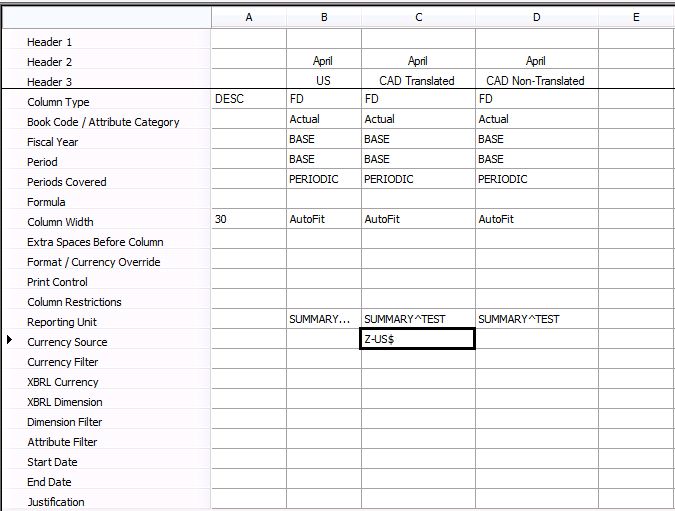 A B C D E
Header 1
Header 2 April April April
Header 3 US CAD Translated CAD Non-Translated
Column Type DESC FD FD FD
Book Code / Attribute Category Actual Actual Actual
Fiscal Year BASE BASE BASE
Period BASE BASE BASE
Periods Covered PERIODIC PERIODIC PERIODIC
Formula
Column Width 30 AutoFit AutoFit AutoFit
Extra Spaces Before Column
Format / Currency Override
Print Control
Column Restrictions
Reporting Unit SUMMARY... SUMMARY^TEST SUMMARY^TEST
Currency Source Z-US$
Currency Filter
XBRL Currency
XBRL Dimension
Dimension Filter
Attribute Filter
Start Date
End Date
Justification